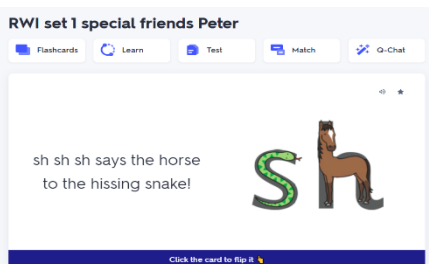 RWI set 1 special friends Peter
Flashcards Learn Test Match Q-Chat
sh sh sh says the horse
to the hissing snake!
sh
Click the card to flip it